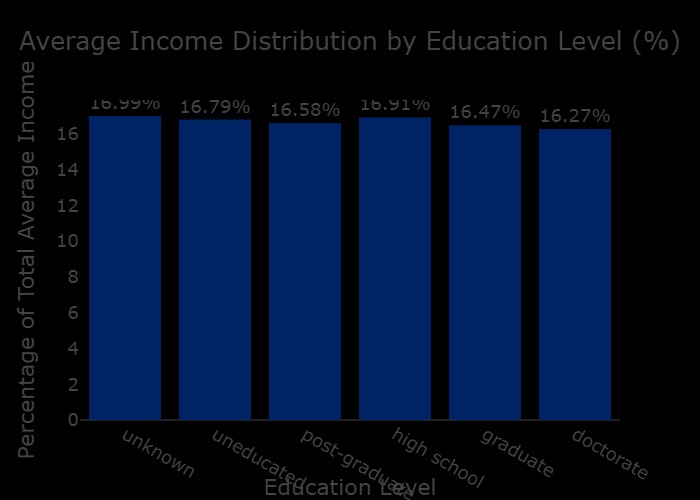 Average Income Distribution by Education Level (%)
Percentage of Total Average Income
16.99%
16.79%
16.58%
16.91%
16.47%
16.27%
16
14
12
10
8
6
4
2
0
unknown
uneducated
post-graduate
high school
graduate
doctorate
Education Level